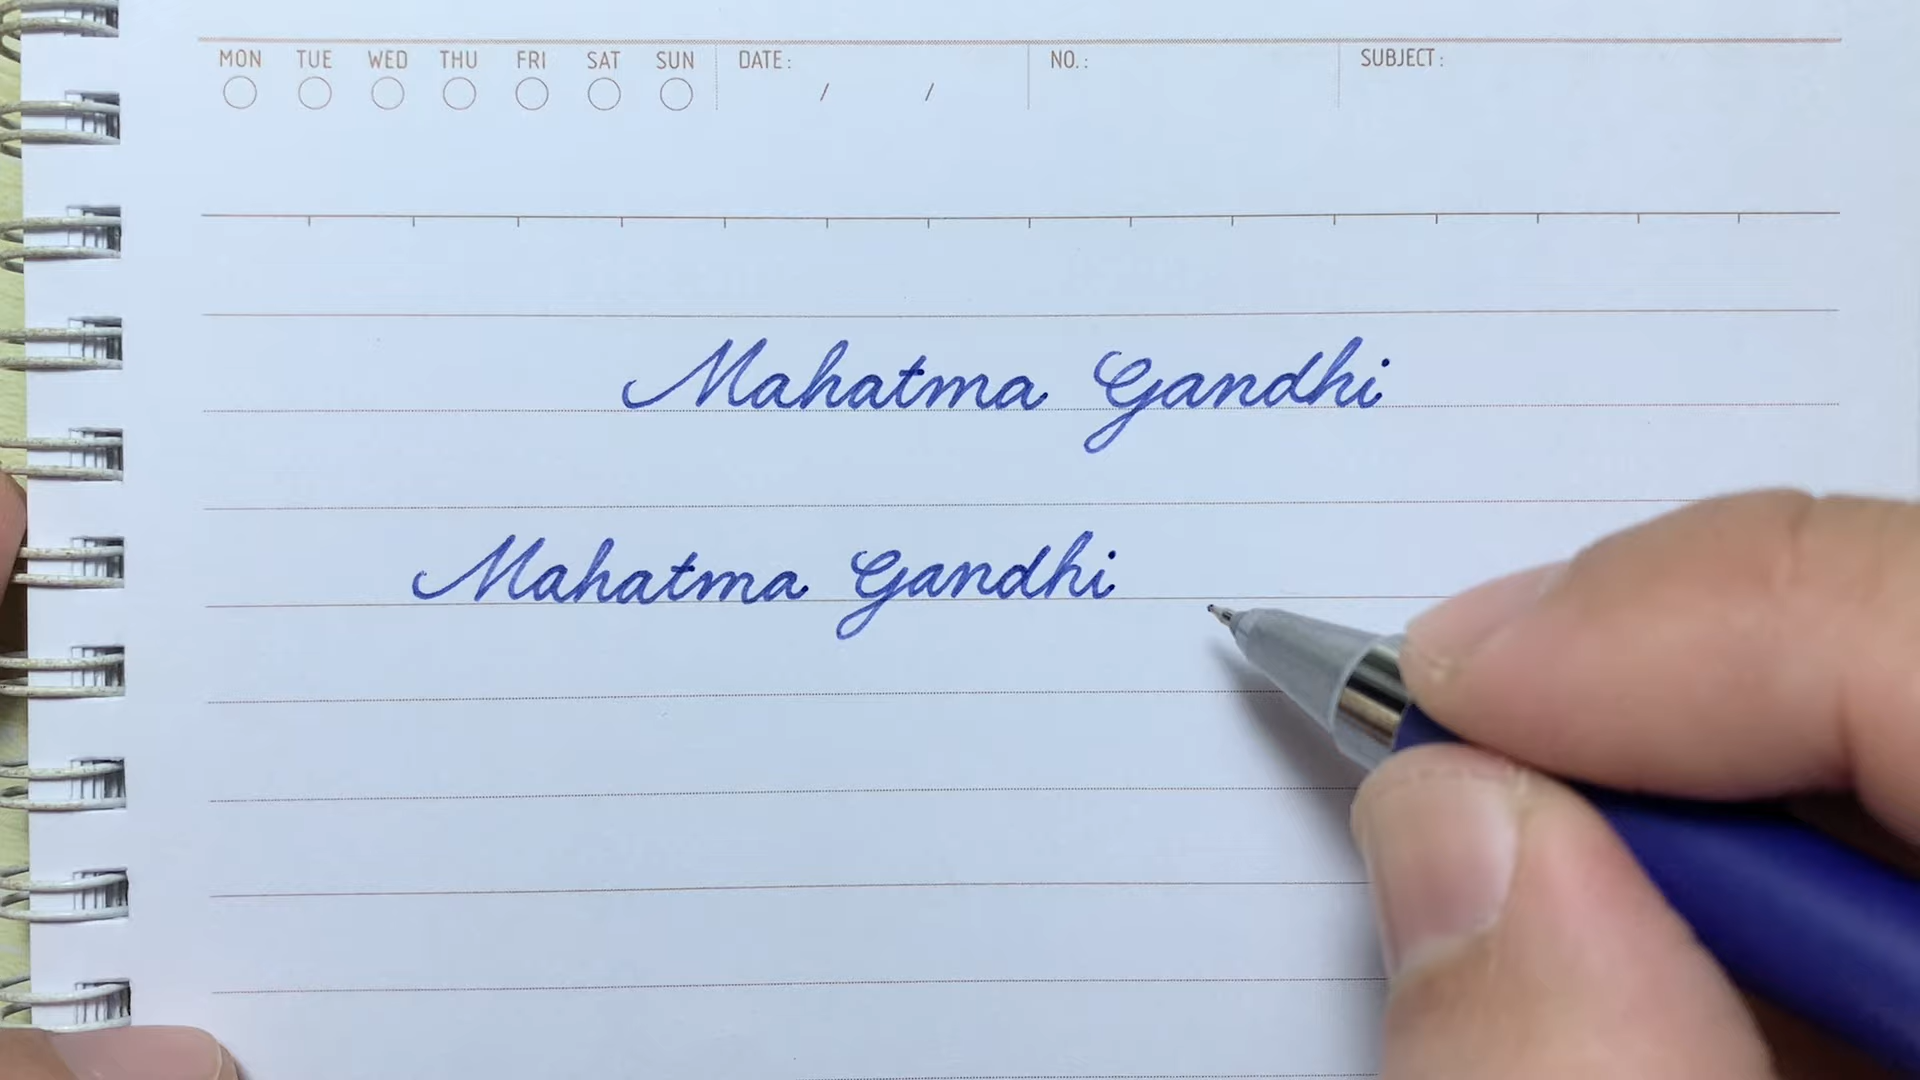 MON TUE WED THU FRI SAT SUN DATE : / / NO. : SUBJECT :
Mahatma Gandhi
Mahatma Gandhi